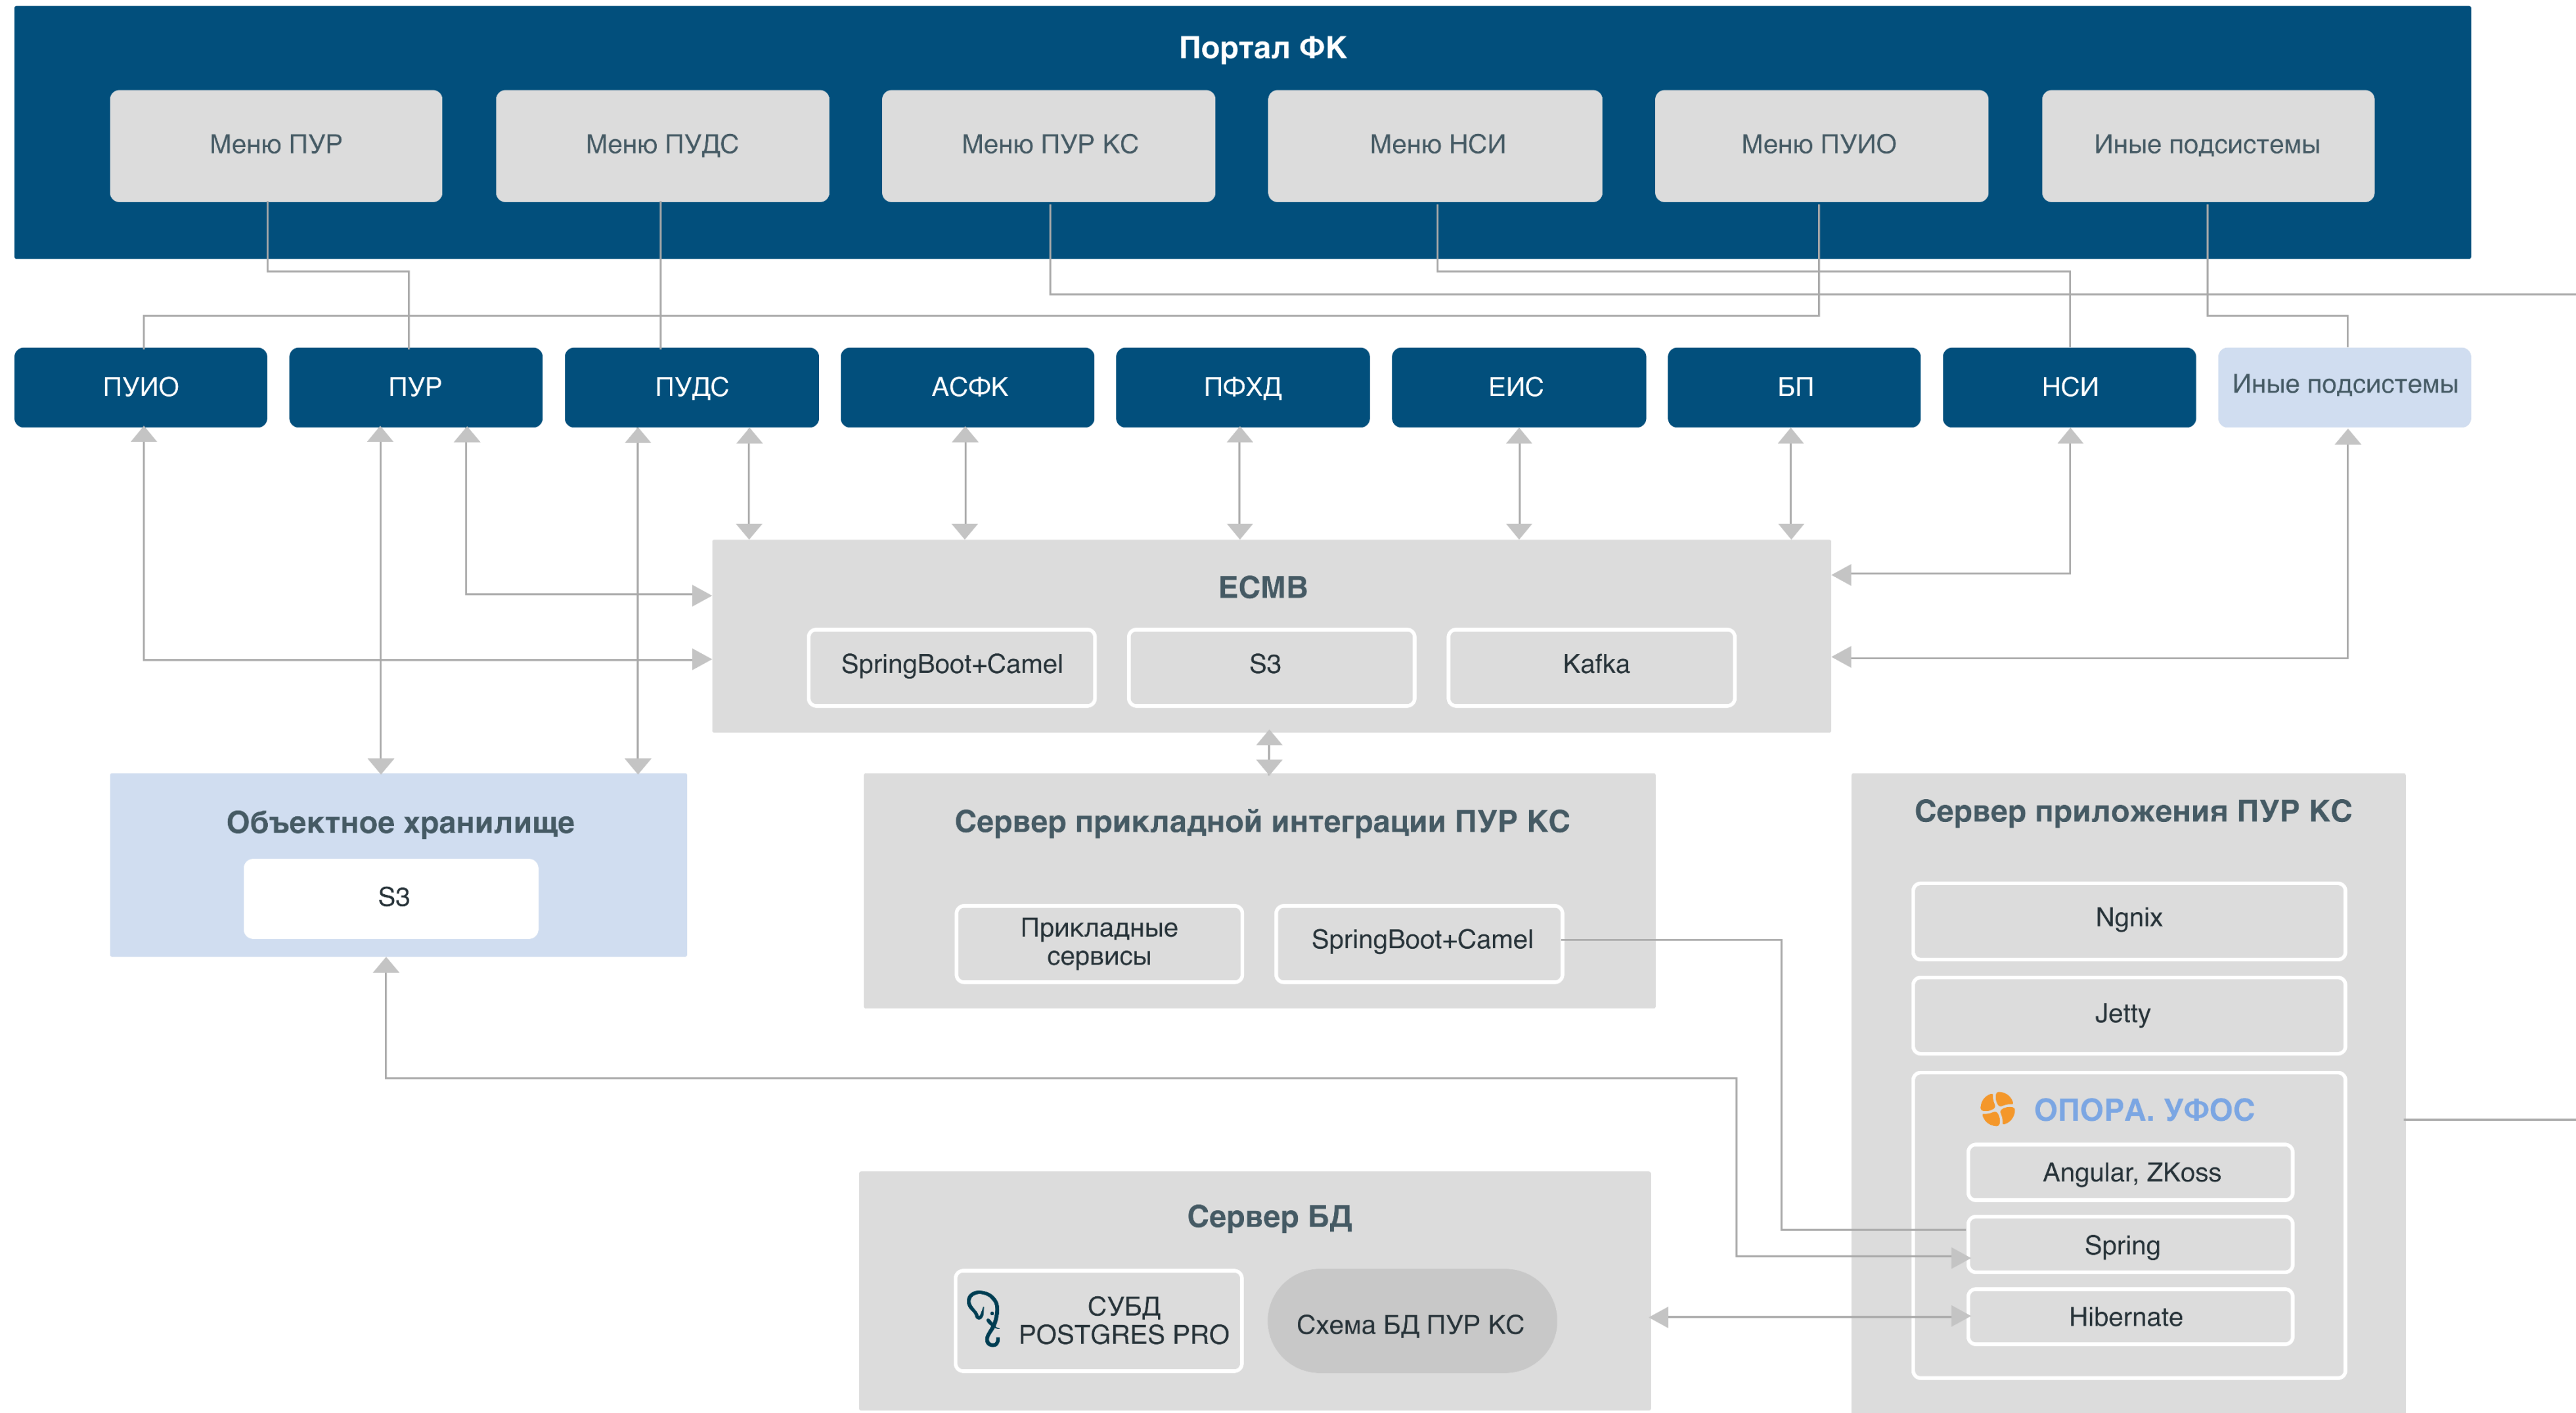 Портал ФК
Меню ПУР
Меню ПУДС
Меню ПУР КС
Меню НСИ
Меню ПУИО
Иные подсистемы
ПУИО
ПУР
ПУДС
АСФК
ПФХД
ЕИС
БП
НСИ
Иные подсистемы
ЕСМВ
SpringBoot+Camel
S3
Kafka
Объектное хранилище
S3
Сервер прикладной интеграции ПУР КС
Прикладные
сервисы
SpringBoot+Camel
Сервер приложения ПУР КС
Ngnix
Jetty
ОПОРА. УФОС
Angular, ZKoss
Spring
Hibernate
Сервер БД
СУБД
POSTGRES PRO
Схема БД ПУР КС